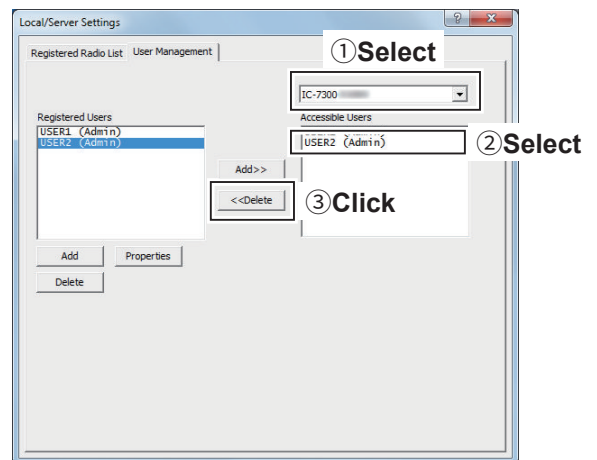 Local/Server Settings
Registered Radio List
User Management
①Select
IC-7300
Registered Users
Accessible Users
USER1 (Admin)
USER2 (Admin)
USER2 (Admin)
②Select
Add>>
<<Delete
③Click
Add
Properties
Delete